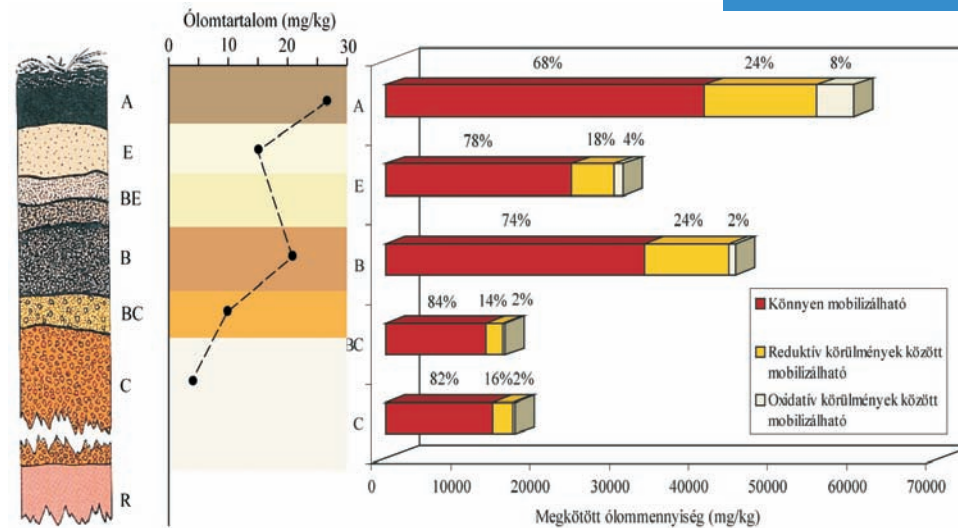 Ólomtartalom (mg/kg)
0 10 20 30
A
E
BE
B
BC
C
R
A
E
B
BC
C
68% 24% 8%
78% 18% 4%
74% 24% 2%
84% 14% 2%
82% 16% 2%
Könnyen mobilizálható
Reduktív körülmények között
mobilizálható
Oxidatív körülmények között
mobilizálható
0 10000 20000 30000 40000 50000 60000 70000
Megkötött ólommennyiség (mg/kg)